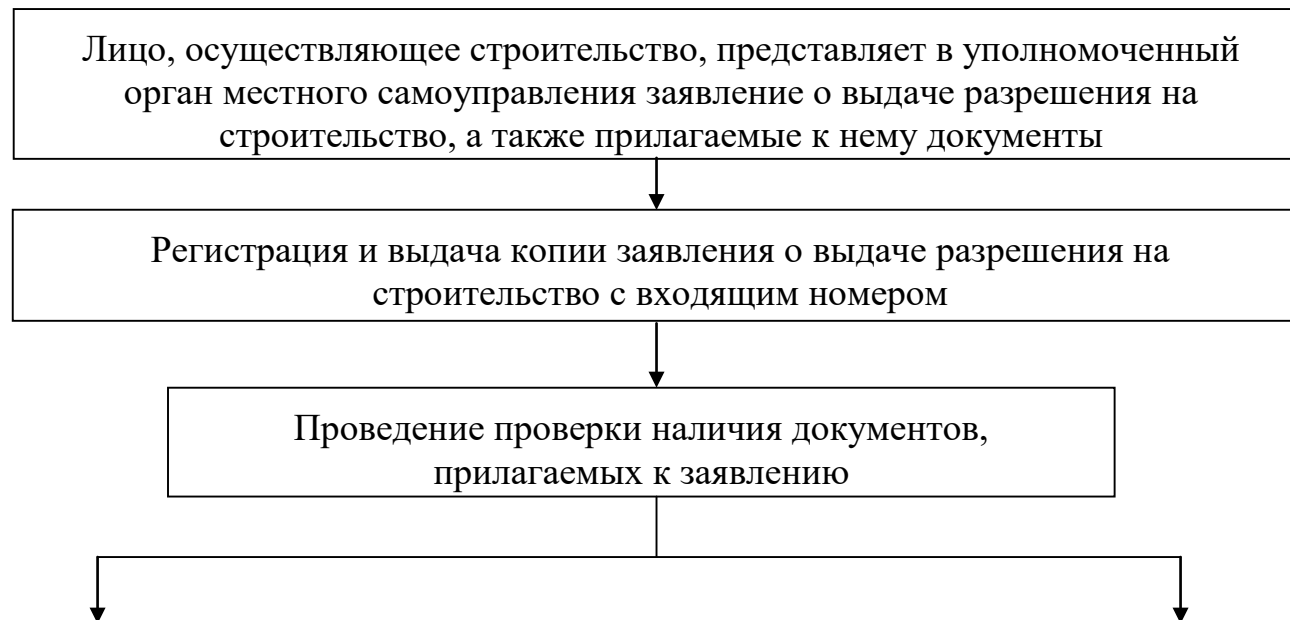 Лицо, осуществляющее строительство, представляет в уполномоченный
орган местного самоуправления заявление о выдаче разрешения на
строительство, а также прилагаемые к нему документы
Регистрация и выдача копии заявления о выдаче разрешения на
строительство с входящим номером
Проведение проверки наличия документов,
прилагаемых к заявлению